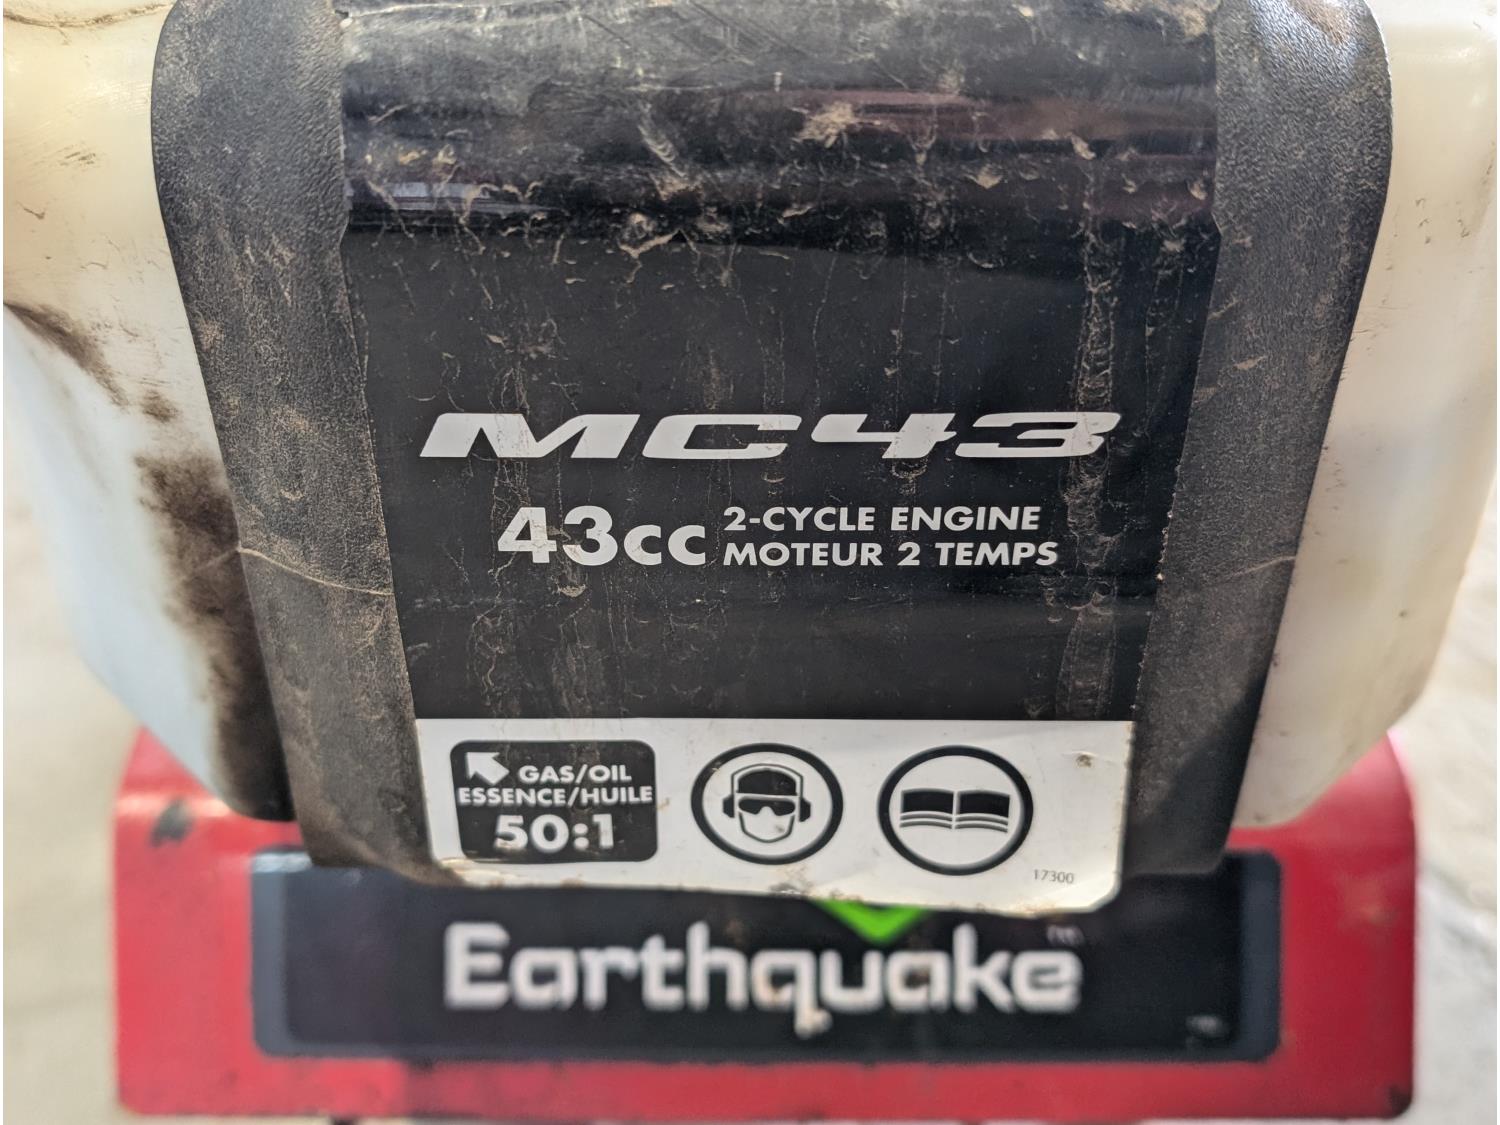 MC43
43cc 2-CYCLE ENGINE
MOTEUR 2 TEMPS
GAS/OIL
ESSENCE/HUILE
50:1
17300
Earthquake